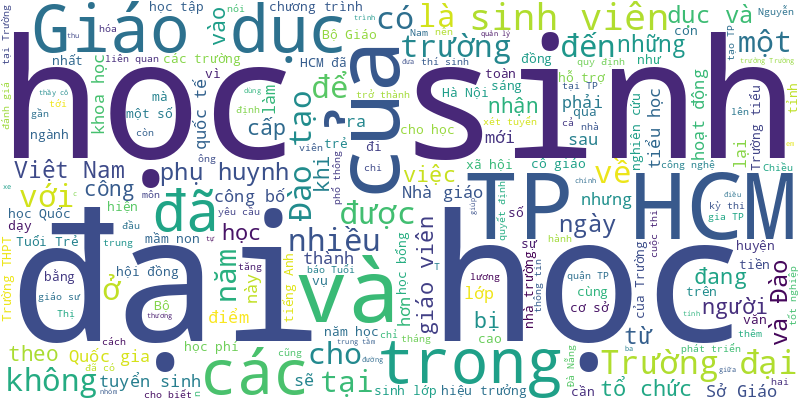 học sinh
đại học
TP HCM
Giáo dục
của
và
các
trong
đã
là
sinh viên
trường
đến
những
dục và
một
có
để
nhận
phải
Việt Nam
phụ huynh
với
công
công bố
Đào tạo
khi
cấp
quốc tế
khoa học
việc
Nhà giáo
về
được
nhiều
ngày
học
năm
ở
không
theo
Quốc gia
tuyển sinh
cho
tại
Trường đại
tổ chức
Sở Giáo
và Đào
người
đang
từ
bị
lớp
giáo viên
hơn
thành
điểm
này
vào
học tập
chương trình
Bộ Giáo
các trường
liên quan
nhất
HCM đã
Hà Nội
hỗ trợ
hoạt động
tiểu học
nghiên cứu
xã hội
cô giáo
nhưng
sau
mới
sáng
toàn
đồng
như
qua
lại
làm
vì
mà
một số
ngành
gần
tới
đánh giá
tại Trường
học Quốc
dạy
hiện
Tuổi Trẻ
mầm non
đầu
trung
bằng
hội đồng
giáo sư
Thị
Bộ
thương
Trường THPT
yêu cầu
tăng
báo Tuổi
tiếng Anh
vụ
năm học
học phí
cũng
sẽ
chỉ
tháng
cao
học bổng
sinh lớp
hiệu trưởng
cho biết
cách
đã có
nhóm
trung tâm
đường
lương
nhà trường
thông tin
sự
số
cùng
cơ sở
quận TP
của Trường
tiền
huyện
trên
văn
thêm
phát triển
Đà Nẵng
cần
giữa
hai
tốt nghiệp
tỉnh
kỳ thi
gia TP
cuộc thi
quyết định
xét tuyển
công nghệ
Trường tiểu
Chiều
trường Trường
quy định
quản lý
tạo TP
Nguyễn
cho học
trở thành
đưa
thí sinh
phổ thông
định
dùng
viên
còn
ông
môn
thầy cô
hóa
thu
nói
trẻ
ra
đi
chi
Nam
nên
cả
nhà
lên
điều
chính
giúp
hành
xe
tự
trình
tại TP